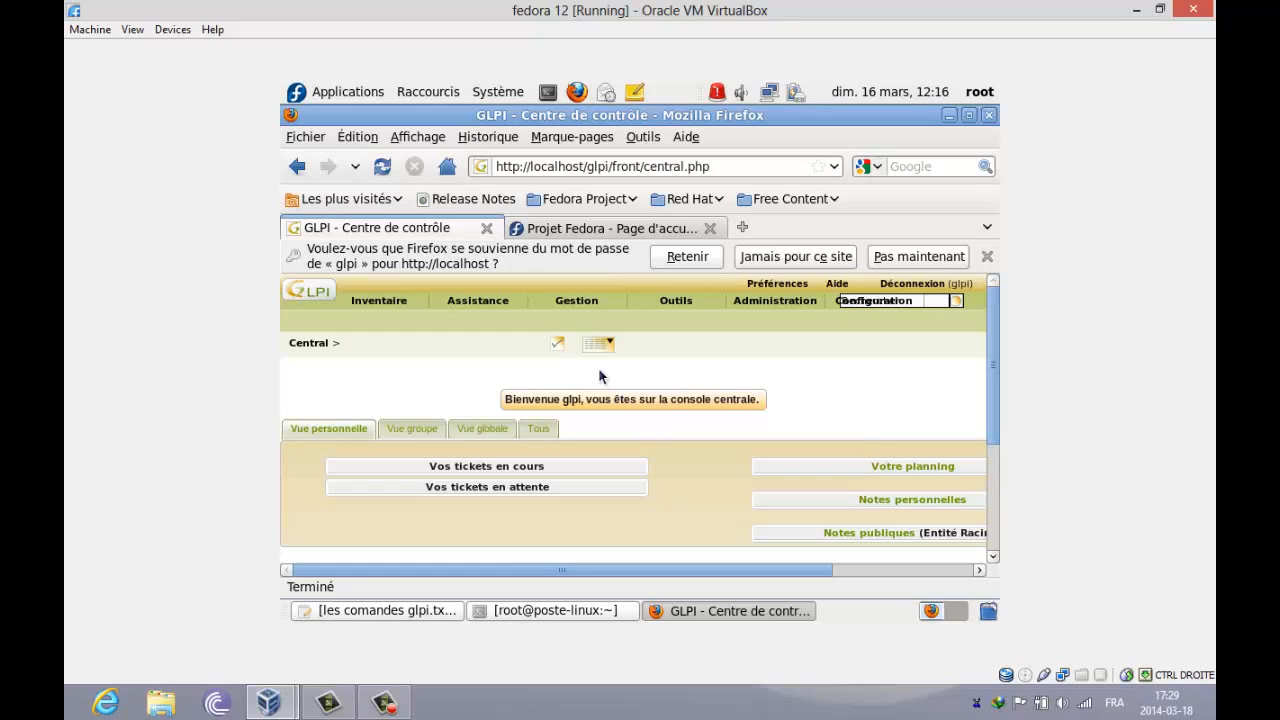 fedora 12 [Running] - Oracle VM VirtualBox
Machine View Devices Help
Applications Raccourcis Système dim. 16 mars, 12:16 root
GLPI - Centre de contrôle - Mozilla Firefox
Fichier Édition Affichage Historique Marque-pages Outils Aide
http://localhost/glpi/front/central.php Google
Les plus visités Release Notes Fedora Project Red Hat Free Content
GLPI - Centre de contrôle Projet Fedora - Page d'accu...
Voulez-vous que Firefox se souvienne du mot de passe
de « glpi » pour http://localhost ?
Retenir Jamais pour ce site Pas maintenant
Préférences Aide Déconnexion (glpi)
GLPI Inventaire Assistance Gestion Outils Administration Configuration
Central >
Bienvenue glpi, vous êtes sur la console centrale.
Vue personnelle Vue groupe Vue globale Tous
Vos tickets en cours Votre planning
Vos tickets en attente
Notes personnelles
Notes publiques (Entité Racin
Terminé
[les comandes glpi.tx... [root@poste-linux:~] GLPI - Centre de contr...
CTRL DROITE
FRA 17:29
2014-03-18